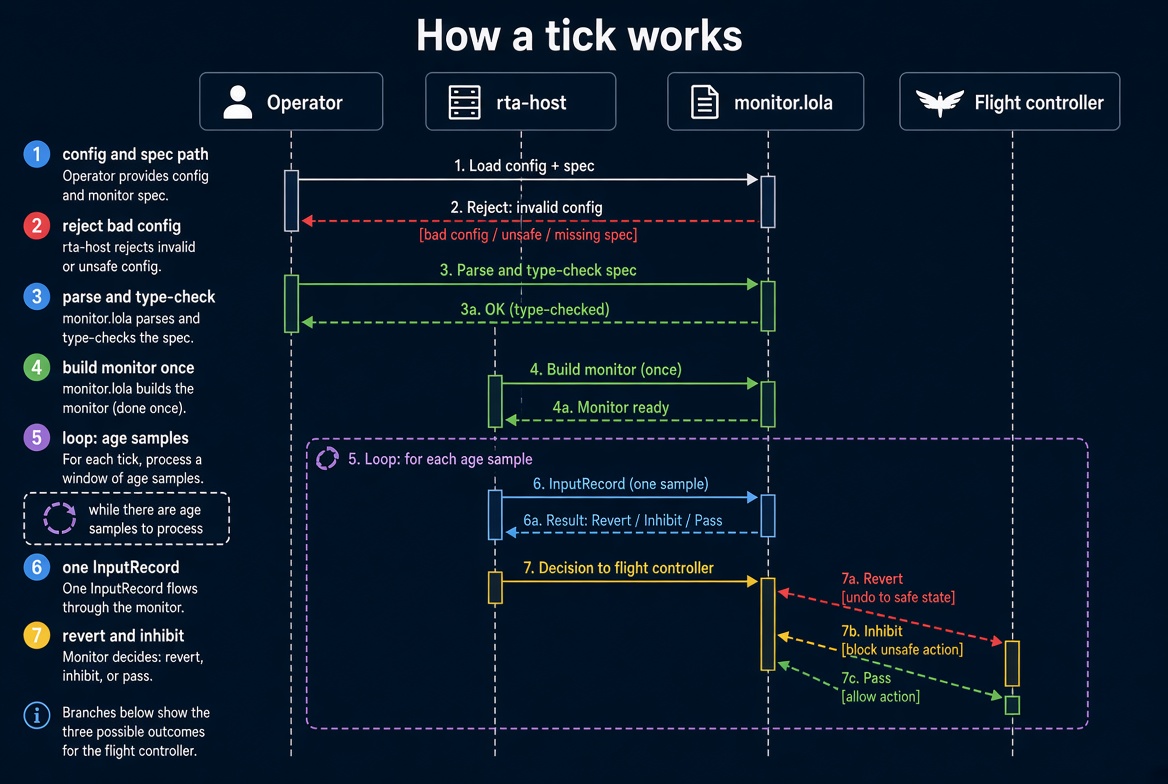 How a tick works
Operator
rta-host
monitor.lola
Flight controller
1
config and spec path
Operator provides config
and monitor spec.
2
reject bad config
rta-host rejects invalid
or unsafe config.
3
parse and type-check
monitor.lola parses and
type-checks the spec.
4
build monitor once
monitor.lola builds the
monitor (done once).
5
loop: age samples
For each tick, process a
window of age samples.
while there are age
samples to process
6
one InputRecord
One InputRecord flows
through the monitor.
7
revert and inhibit
Monitor decides: revert,
inhibit, or pass.
i
Branches below show the
three possible outcomes
for the flight controller.
1. Load config + spec
2. Reject: invalid config
[bad config / unsafe / missing spec]
3. Parse and type-check spec
3a. OK (type-checked)
4. Build monitor (once)
4a. Monitor ready
5. Loop: for each age sample
6. InputRecord (one sample)
6a. Result: Revert / Inhibit / Pass
7. Decision to flight controller
7a. Revert
[undo to safe state]
7b. Inhibit
[block unsafe action]
7c. Pass
[allow action]